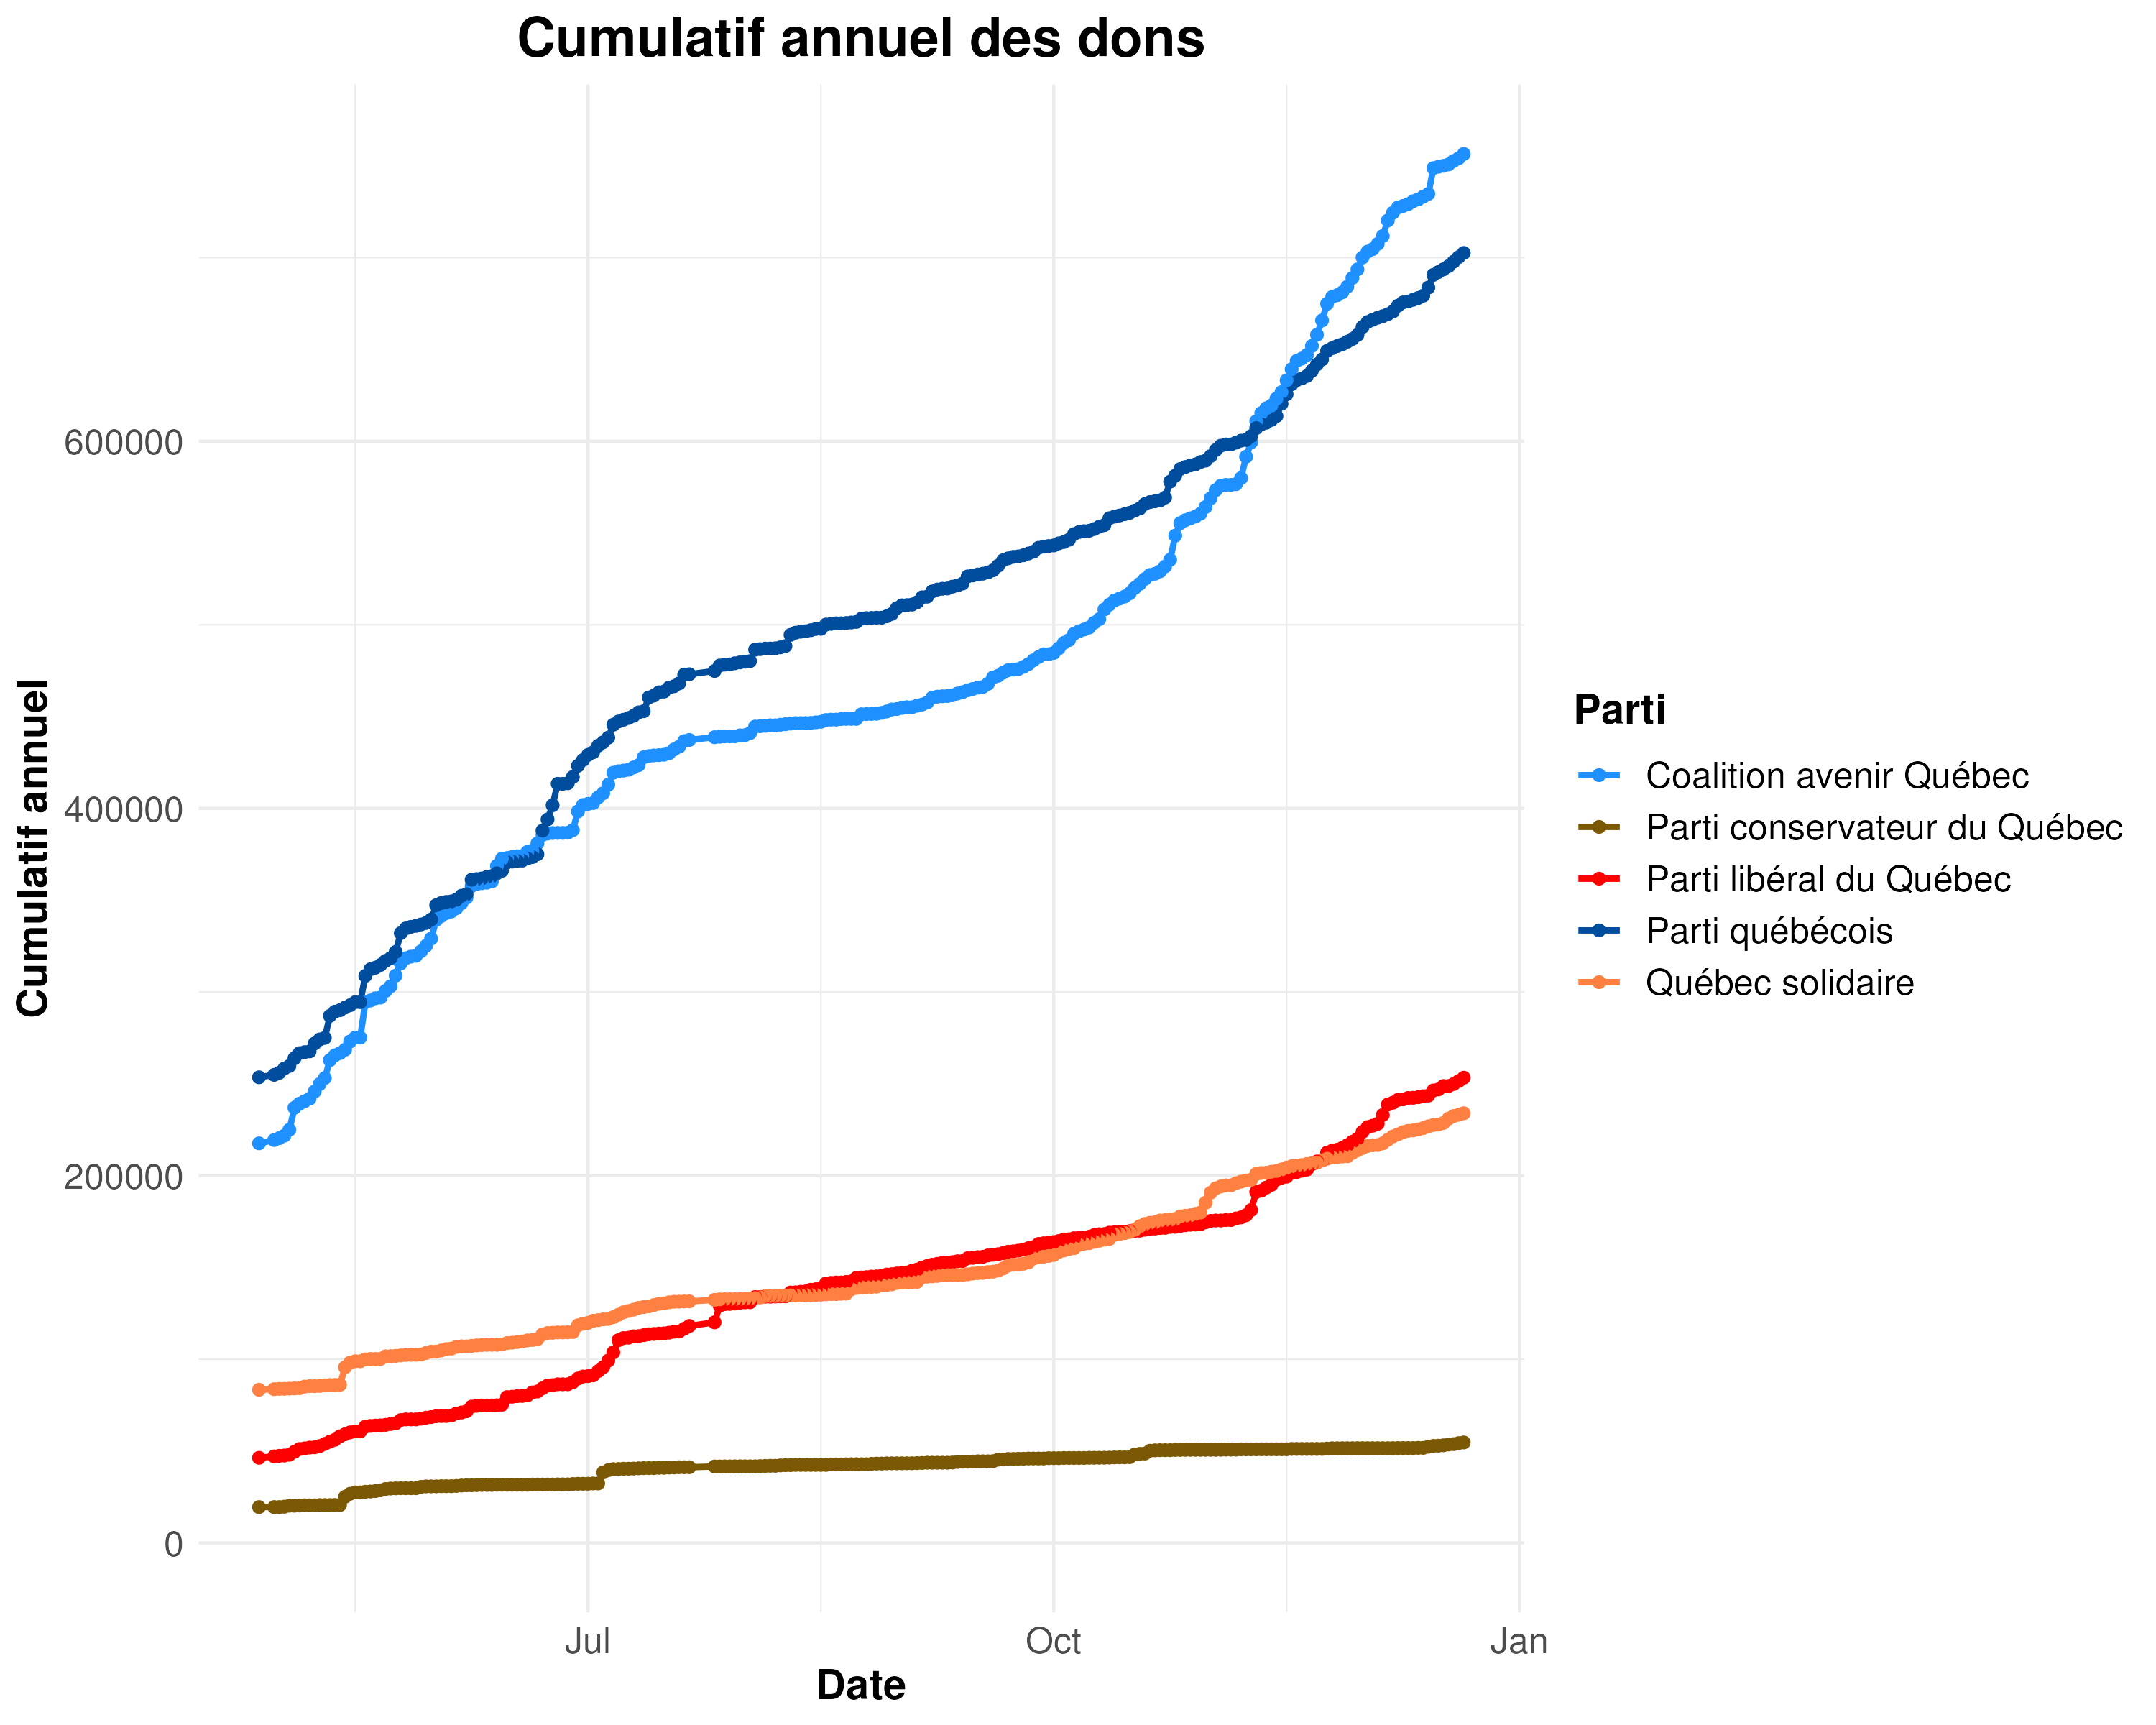 Cumulatif annuel des dons
Cumulatif annuel
600000
400000
200000
0
Jul
Oct
Jan
Date
Parti
Coalition avenir Québec
Parti conservateur du Québec
Parti libéral du Québec
Parti québécois
Québec solidaire